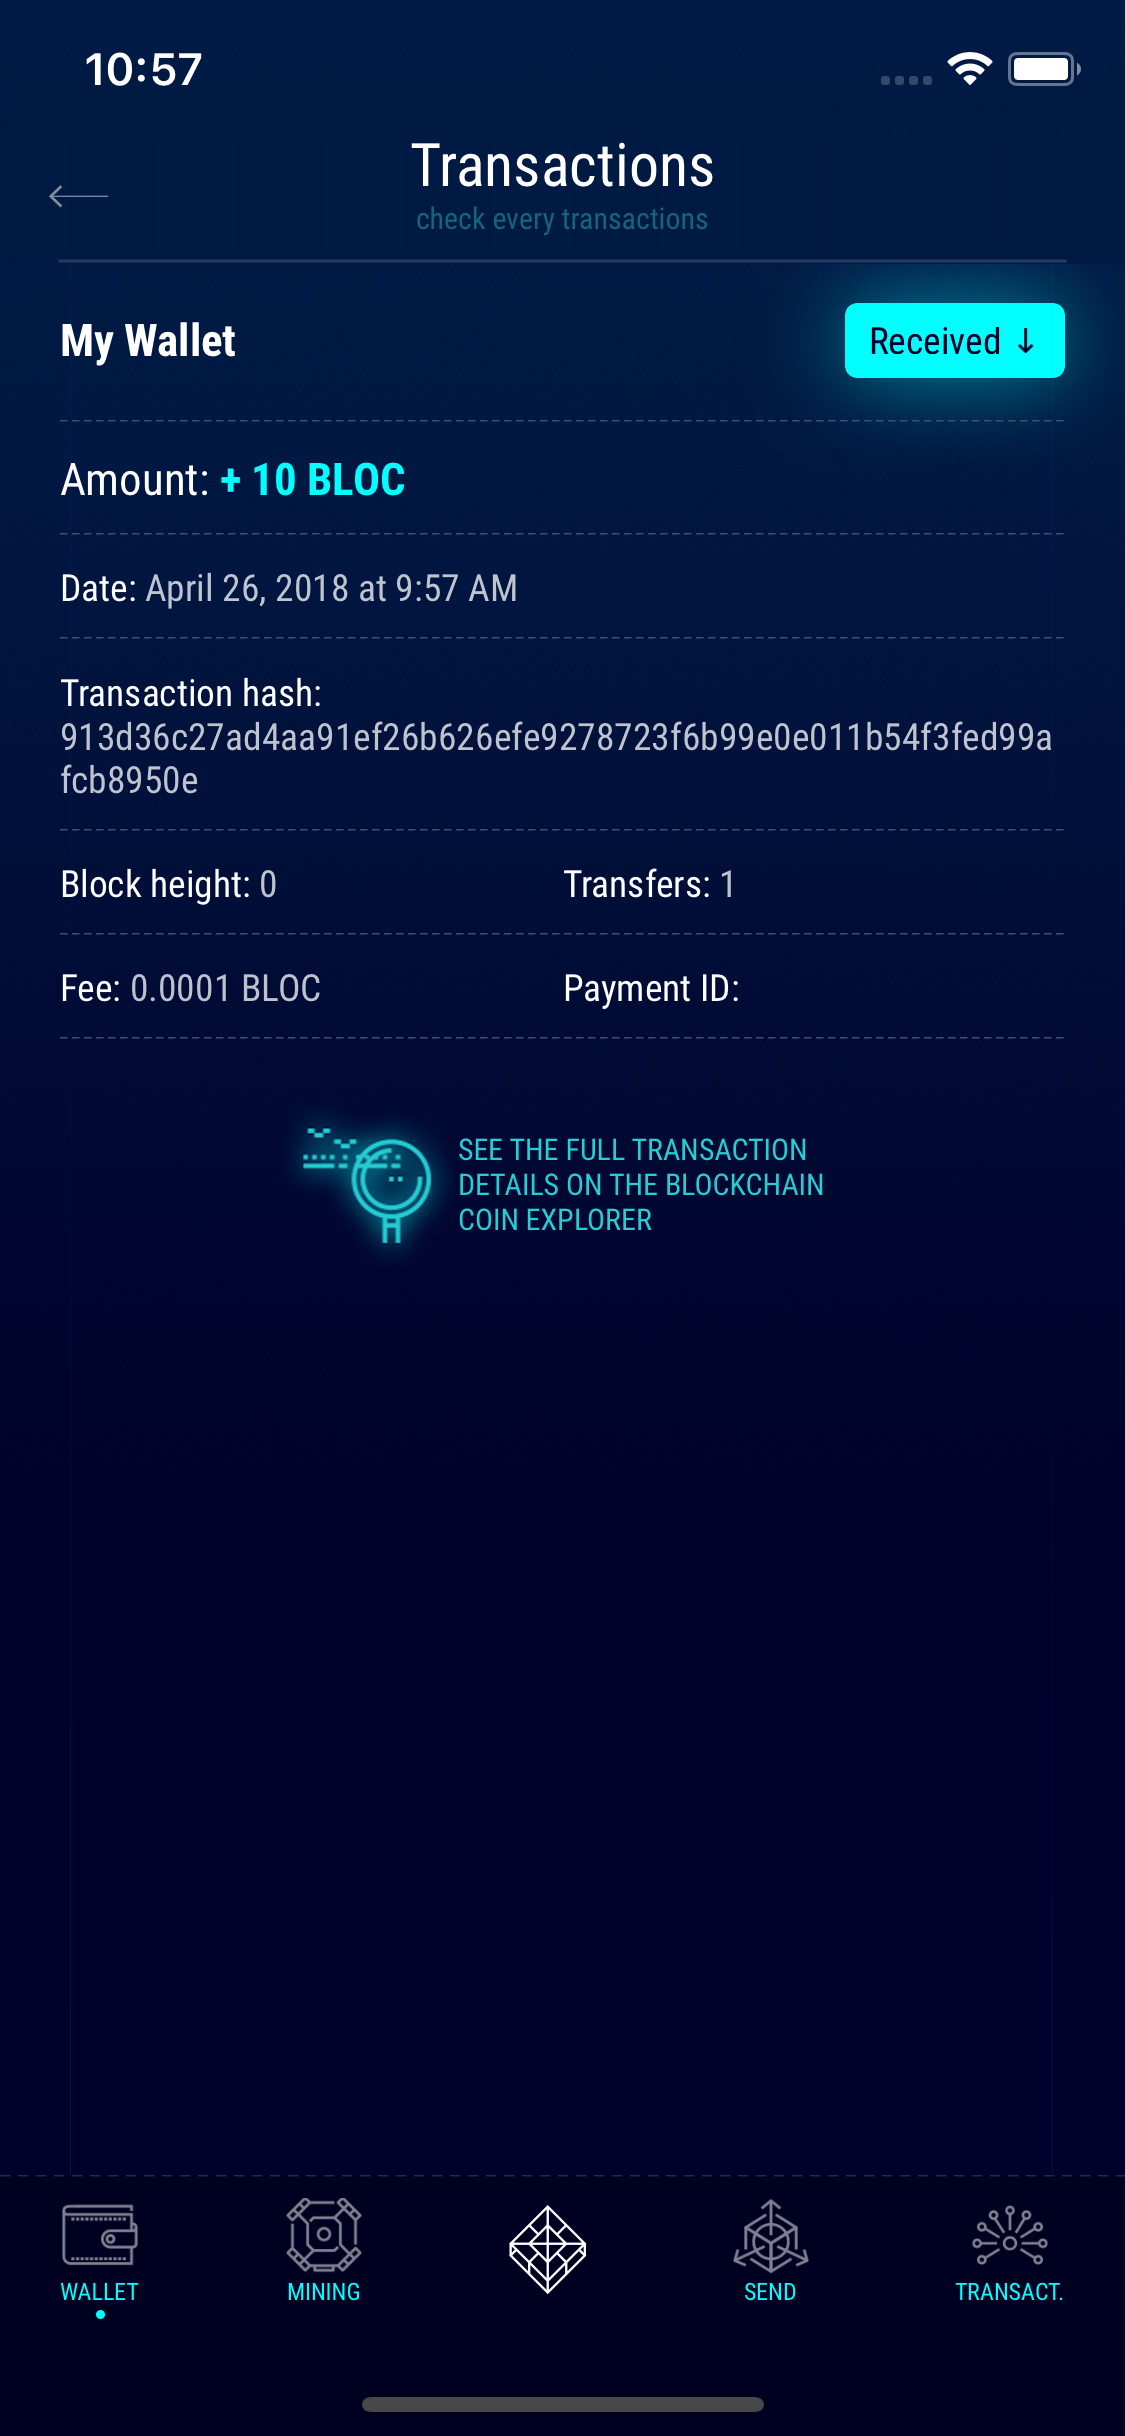 10:57
Transactions
check every transactions
My Wallet
Received ↓
Amount: + 10 BLOC
Date: April 26, 2018 at 9:57 AM
Transaction hash:
913d36c27ad4aa91ef26b626efe9278723f6b99e0e011b54f3fed99a
fcb8950e
Block height: 0
Transfers: 1
Fee: 0.0001 BLOC
Payment ID:
SEE THE FULL TRANSACTION
DETAILS ON THE BLOCKCHAIN
COIN EXPLORER
WALLET
MINING
SEND
TRANSACT.